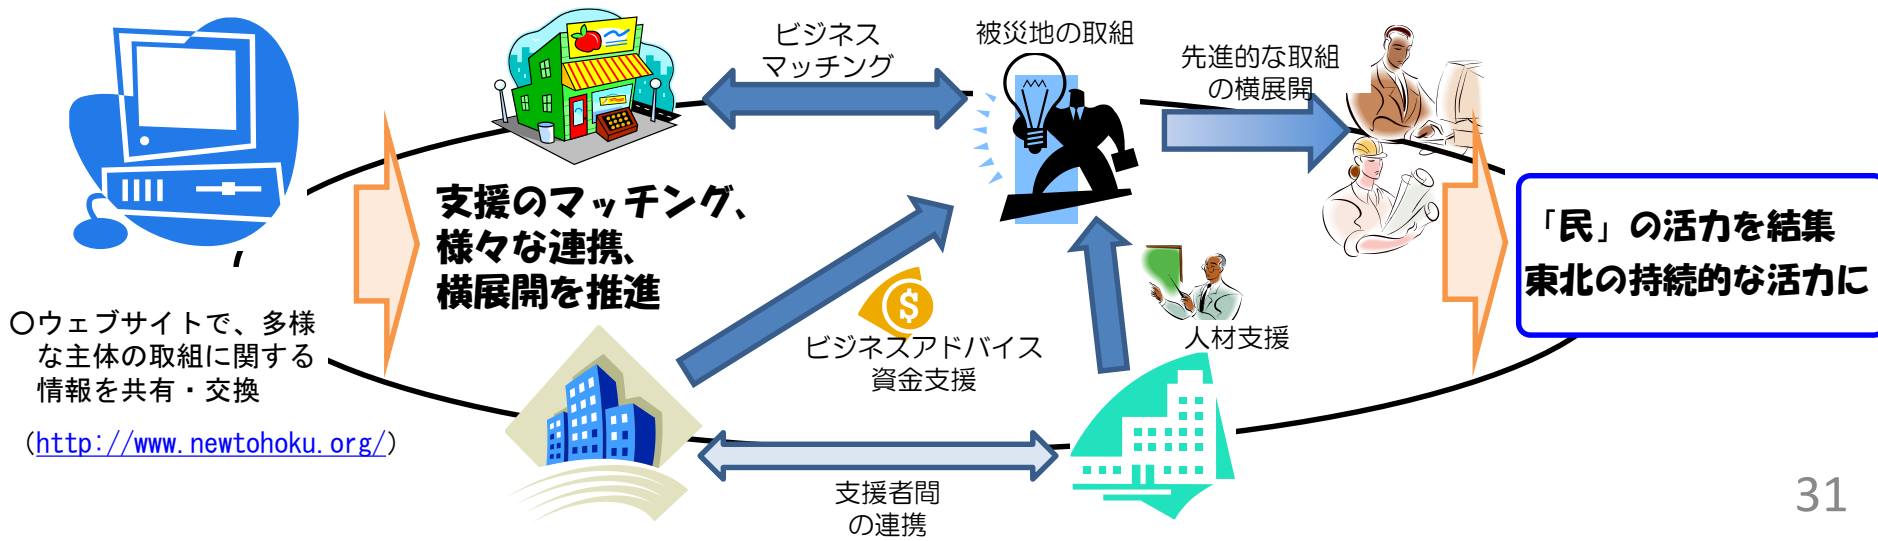 ビジネス
マッチング
被災地の取組
先進的な取組
の横展開
支援のマッチング、
様々な連携、
横展開を推進
「民」の活力を結集
東北の持続的な活力に
○ウェブサイトで、多様
な主体の取組に関する
情報を共有・交換
(http://www.newtohoku.org/)
ビジネスアドバイス
資金支援
人材支援
支援者間
の連携
31